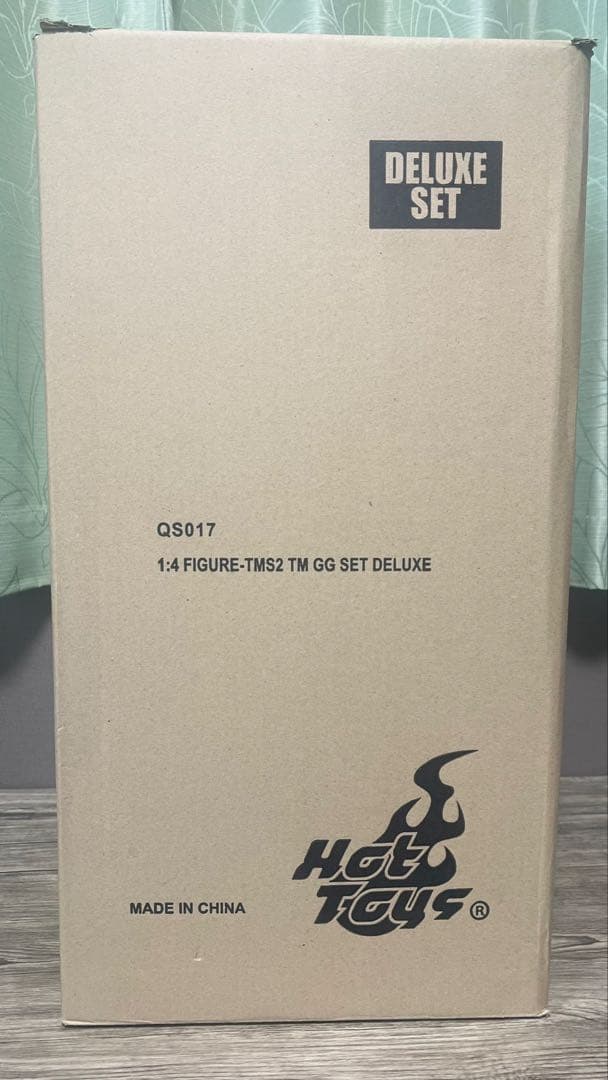 DELUXE
SET
QS017
1:4 FIGURE-TMS2 TM GG SET DELUXE
Hot
Toys®
MADE IN CHINA